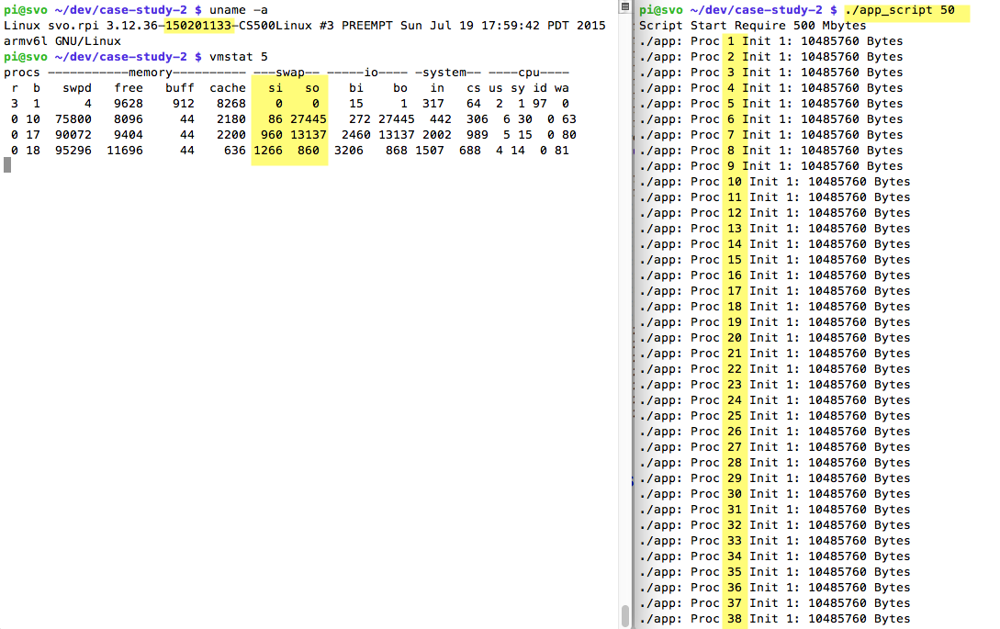 pi@svo ~/dev/case-study-2 $ uname -a
Linux svo.rpi 3.12.36-150201133-CS500Linux #3 PREEMPT Sun Jul 19 17:59:42 PDT 2015
armv6l GNU/Linux
pi@svo ~/dev/case-study-2 $ vmstat 5
procs -----------memory---------- ---swap-- -----io---- -system-- ----cpu----
 r  b   swpd   free   buff  cache   si   so    bi    bo   in   cs us sy id wa
 3  1      4   9628    912   8268    0    0    15     1  317   64  2  1 97  0
 0 10  75800   8096     44   2180   86 27445   272 27445  442  306  6 30  0 63
 0 17  90072   9404     44   2200  960 13137  2460 13137 2002  989  5 15  0 80
 0 18  95296  11696     44    636 1266  860  3206   868 1507  688  4 14  0 81
pi@svo ~/dev/case-study-2 $ ./app_script 50
Script Start Require 500 Mbytes
./app: Proc 1 Init 1: 10485760 Bytes
./app: Proc 2 Init 1: 10485760 Bytes
./app: Proc 3 Init 1: 10485760 Bytes
./app: Proc 4 Init 1: 10485760 Bytes
./app: Proc 5 Init 1: 10485760 Bytes
./app: Proc 6 Init 1: 10485760 Bytes
./app: Proc 7 Init 1: 10485760 Bytes
./app: Proc 8 Init 1: 10485760 Bytes
./app: Proc 9 Init 1: 10485760 Bytes
./app: Proc 10 Init 1: 10485760 Bytes
./app: Proc 11 Init 1: 10485760 Bytes
./app: Proc 12 Init 1: 10485760 Bytes
./app: Proc 13 Init 1: 10485760 Bytes
./app: Proc 14 Init 1: 10485760 Bytes
./app: Proc 15 Init 1: 10485760 Bytes
./app: Proc 16 Init 1: 10485760 Bytes
./app: Proc 17 Init 1: 10485760 Bytes
./app: Proc 18 Init 1: 10485760 Bytes
./app: Proc 19 Init 1: 10485760 Bytes
./app: Proc 20 Init 1: 10485760 Bytes
./app: Proc 21 Init 1: 10485760 Bytes
./app: Proc 22 Init 1: 10485760 Bytes
./app: Proc 23 Init 1: 10485760 Bytes
./app: Proc 24 Init 1: 10485760 Bytes
./app: Proc 25 Init 1: 10485760 Bytes
./app: Proc 26 Init 1: 10485760 Bytes
./app: Proc 27 Init 1: 10485760 Bytes
./app: Proc 28 Init 1: 10485760 Bytes
./app: Proc 29 Init 1: 10485760 Bytes
./app: Proc 30 Init 1: 10485760 Bytes
./app: Proc 31 Init 1: 10485760 Bytes
./app: Proc 32 Init 1: 10485760 Bytes
./app: Proc 33 Init 1: 10485760 Bytes
./app: Proc 34 Init 1: 10485760 Bytes
./app: Proc 35 Init 1: 10485760 Bytes
./app: Proc 36 Init 1: 10485760 Bytes
./app: Proc 37 Init 1: 10485760 Bytes
./app: Proc 38 Init 1: 10485760 Bytes